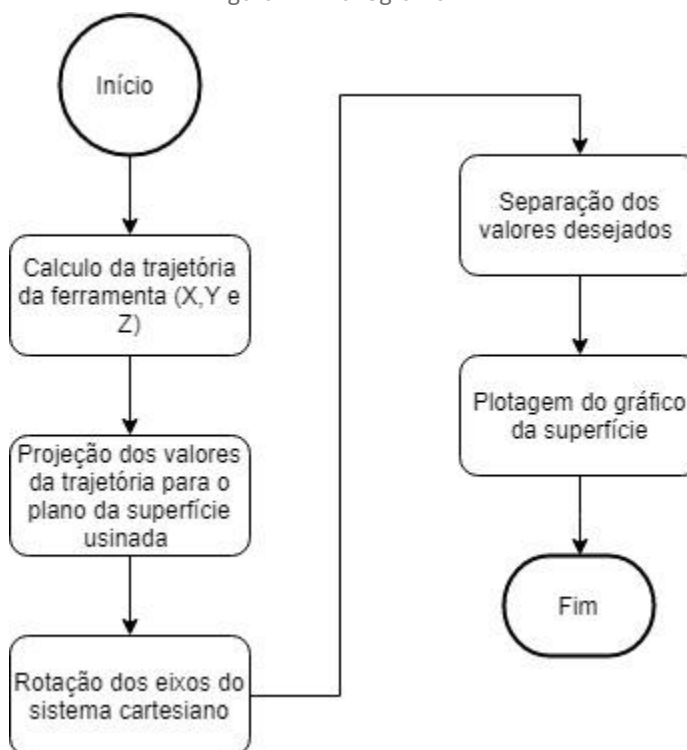 Início
Calculo da trajetória
da ferramenta (X,Y e
Z)
Projeção dos valores
da trajetória para o
plano da superfície
usinada
Rotação dos eixos do
sistema cartesiano
Separação dos
valores desejados
Plotagem do gráfico
da superfície
Fim